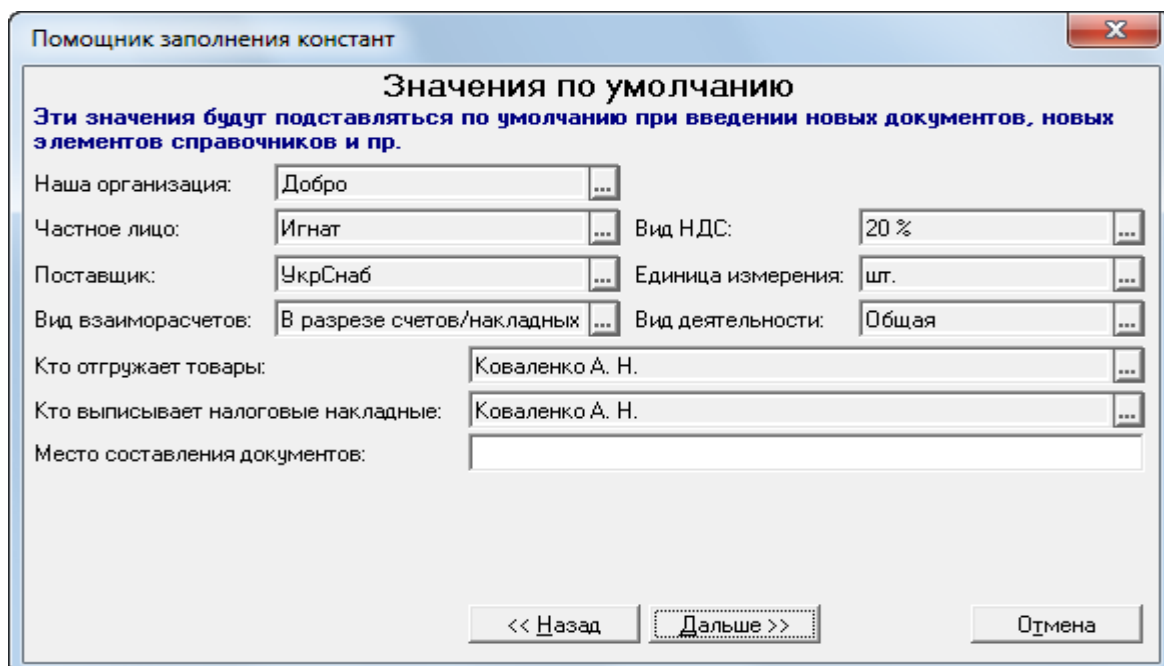 Помощник заполнения констант
Значения по умолчанию
Эти значения будут подставляться по умолчанию при введении новых документов, новых
элементов справочников и пр.
Наша организация: Добро ...
Частное лицо: Игнат ... Вид НДС: 20 % ...
Поставщик: УкрСнаб ... Единица измерения: шт. ...
Вид взаиморасчетов: В разрезе счетов/накладных ... Вид деятельности: Общая ...
Кто отгружает товары: Коваленко А. Н. ...
Кто выписывает налоговые накладные: Коваленко А. Н. ...
Место составления документов:
<< Назад Дальше >> Отмена